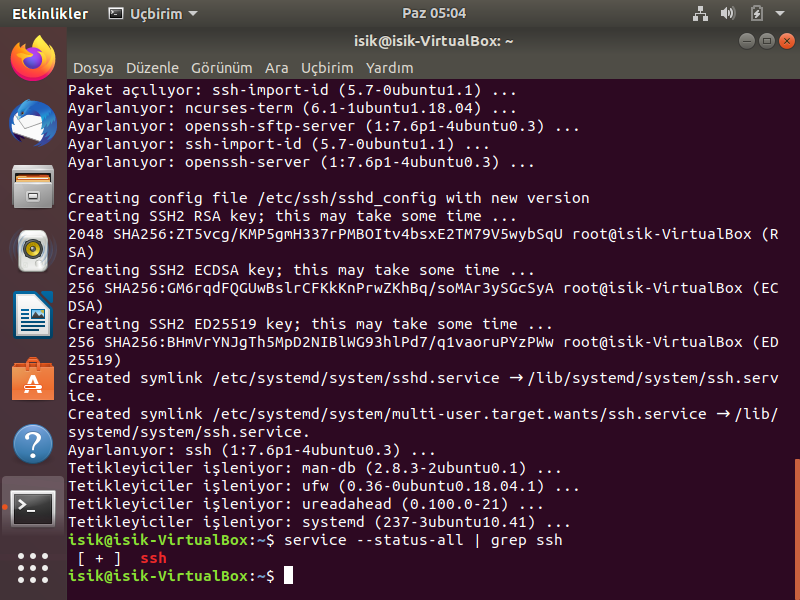 Etkinlikler Uçbirim Paz 05:04
isik@isik-VirtualBox: ~
Dosya Düzenle Görünüm Ara Uçbirim Yardım
Paket açılıyor: ssh-import-id (5.7-0ubuntu1.1) ...
Ayarlanıyor: ncurses-term (6.1-1ubuntu1.18.04) ...
Ayarlanıyor: openssh-sftp-server (1:7.6p1-4ubuntu0.3) ...
Ayarlanıyor: ssh-import-id (5.7-0ubuntu1.1) ...
Ayarlanıyor: openssh-server (1:7.6p1-4ubuntu0.3) ...
Creating config file /etc/ssh/sshd_config with new version
Creating SSH2 RSA key; this may take some time ...
2048 SHA256:ZT5vcg/KMP5gmH337rPMBOItv4bsxE2TM79V5wybSqU root@isik-VirtualBox (R
SA)
Creating SSH2 ECDSA key; this may take some time ...
256 SHA256:GM6rqdFQGUwBslrCFKkKnPrwZKhBq/soMAr3ySGcSyA root@isik-VirtualBox (EC
DSA)
Creating SSH2 ED25519 key; this may take some time ...
256 SHA256:BHmVrYNJgTh5MpD2NIBlWG93hlPd7/q1vaoruPYzPWw root@isik-VirtualBox (ED
25519)
Created symlink /etc/systemd/system/sshd.service → /lib/systemd/system/ssh.serv
ice.
Created symlink /etc/systemd/system/multi-user.target.wants/ssh.service → /lib/
systemd/system/ssh.service.
Ayarlanıyor: ssh (1:7.6p1-4ubuntu0.3) ...
Tetikleyiciler işleniyor: man-db (2.8.3-2ubuntu0.1) ...
Tetikleyiciler işleniyor: ufw (0.36-0ubuntu0.18.04.1) ...
Tetikleyiciler işleniyor: ureadahead (0.100.0-21) ...
Tetikleyiciler işleniyor: systemd (237-3ubuntu10.41) ...
isik@isik-VirtualBox:~$ service --status-all | grep ssh
[ + ] ssh
isik@isik-VirtualBox:~$